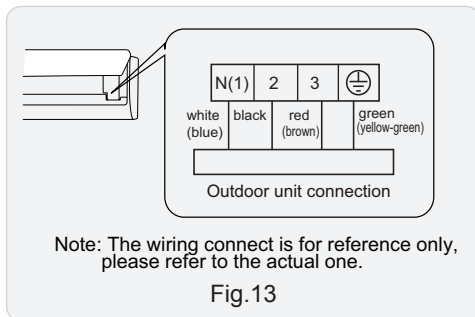 N(1) 2 3
white black red green
(blue) (brown) (yellow-green)
Outdoor unit connection
Note: The wiring connect is for reference only,
please refer to the actual one.
Fig.13